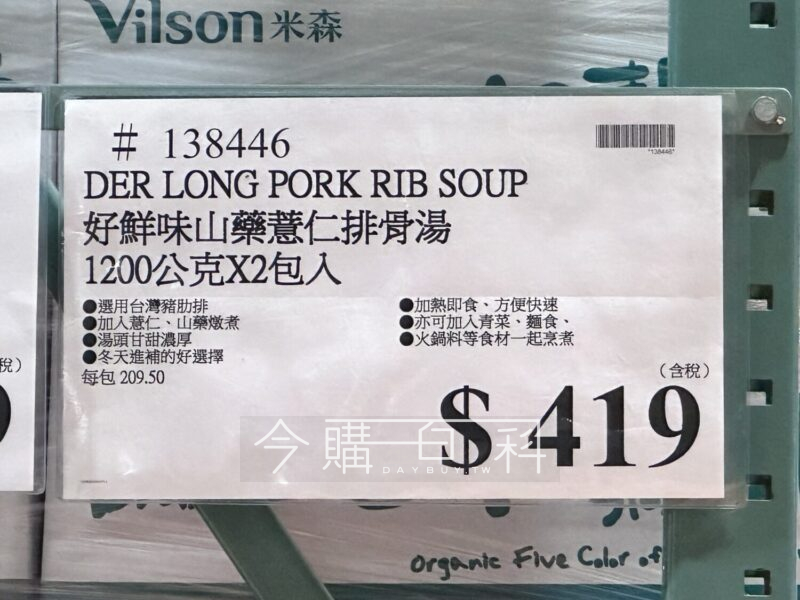 Vilson 米森
# 138446
"138446"
DER LONG PORK RIB SOUP
好鮮味山藥薏仁排骨湯
1200公克X2包入
●選用台灣豬肋排
●加入薏仁、山藥燉煮
●湯頭甘甜濃厚
●冬天進補的好選擇
每包 209.50
●加熱即食、方便快速
●亦可加入青菜、麵食、
●火鍋料等食材一起烹煮
稅）
（含稅）
$ 419
今購百科
DAYBUY.TW
Organic Five Color of